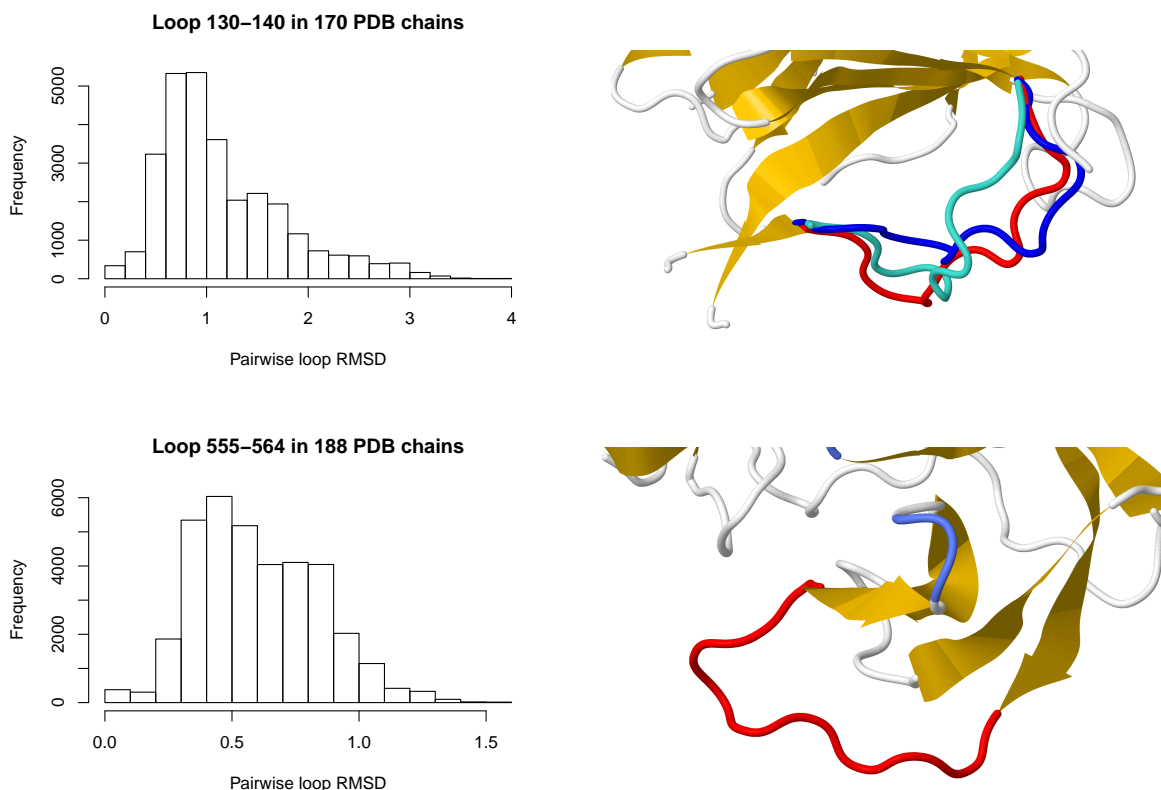 Loop 130–140 in 170 PDB chains
Frequency
0 1000 3000 5000
0 1 2 3 4
Pairwise loop RMSD
Loop 555–564 in 188 PDB chains
Frequency
0 2000 4000 6000
0.0 0.5 1.0 1.5
Pairwise loop RMSD